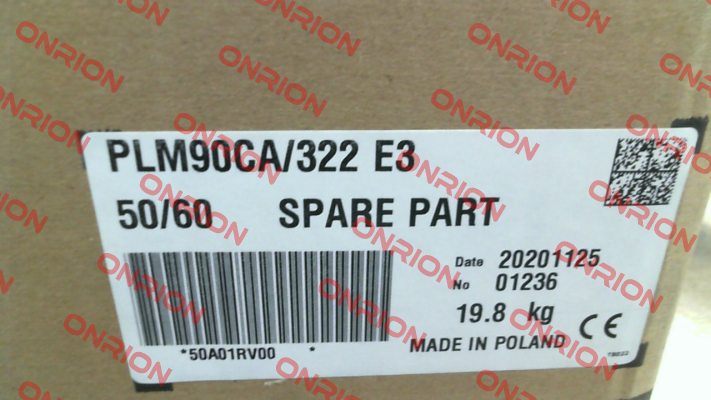 PLM90CA/322 E3
50/60 SPARE PART
Date 20201125
No 01236
19.8 kg
*50A01RV00 *
MADE IN POLAND
CE
ONRION